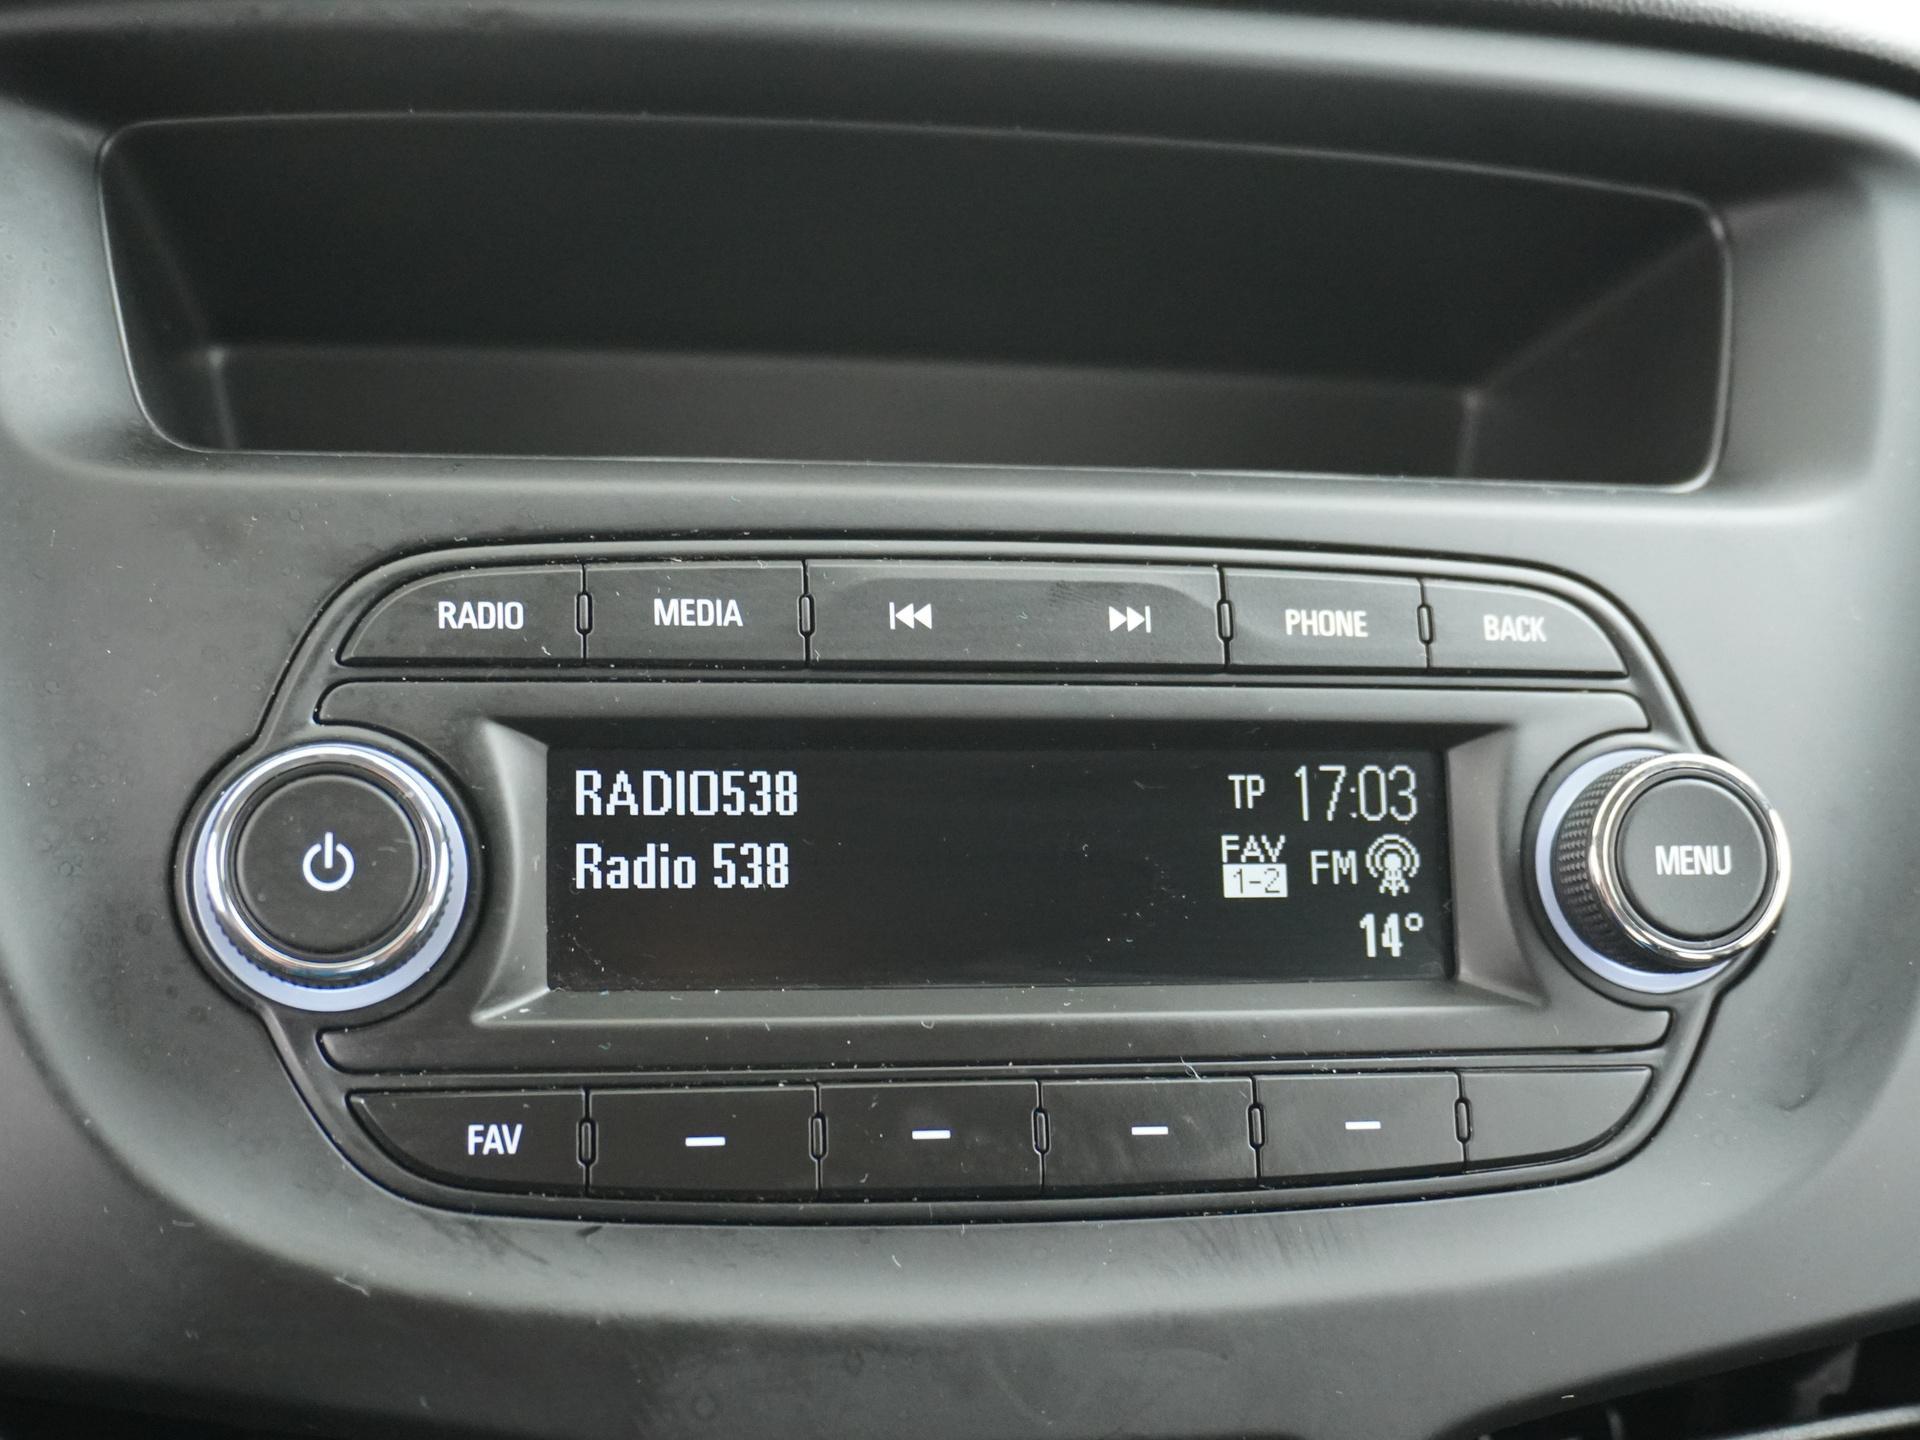 RADIO MEDIA PHONE BACK
RADIO538 TP 17:03
Radio 538 FAV 1-2 FM
14°
MENU
FAV